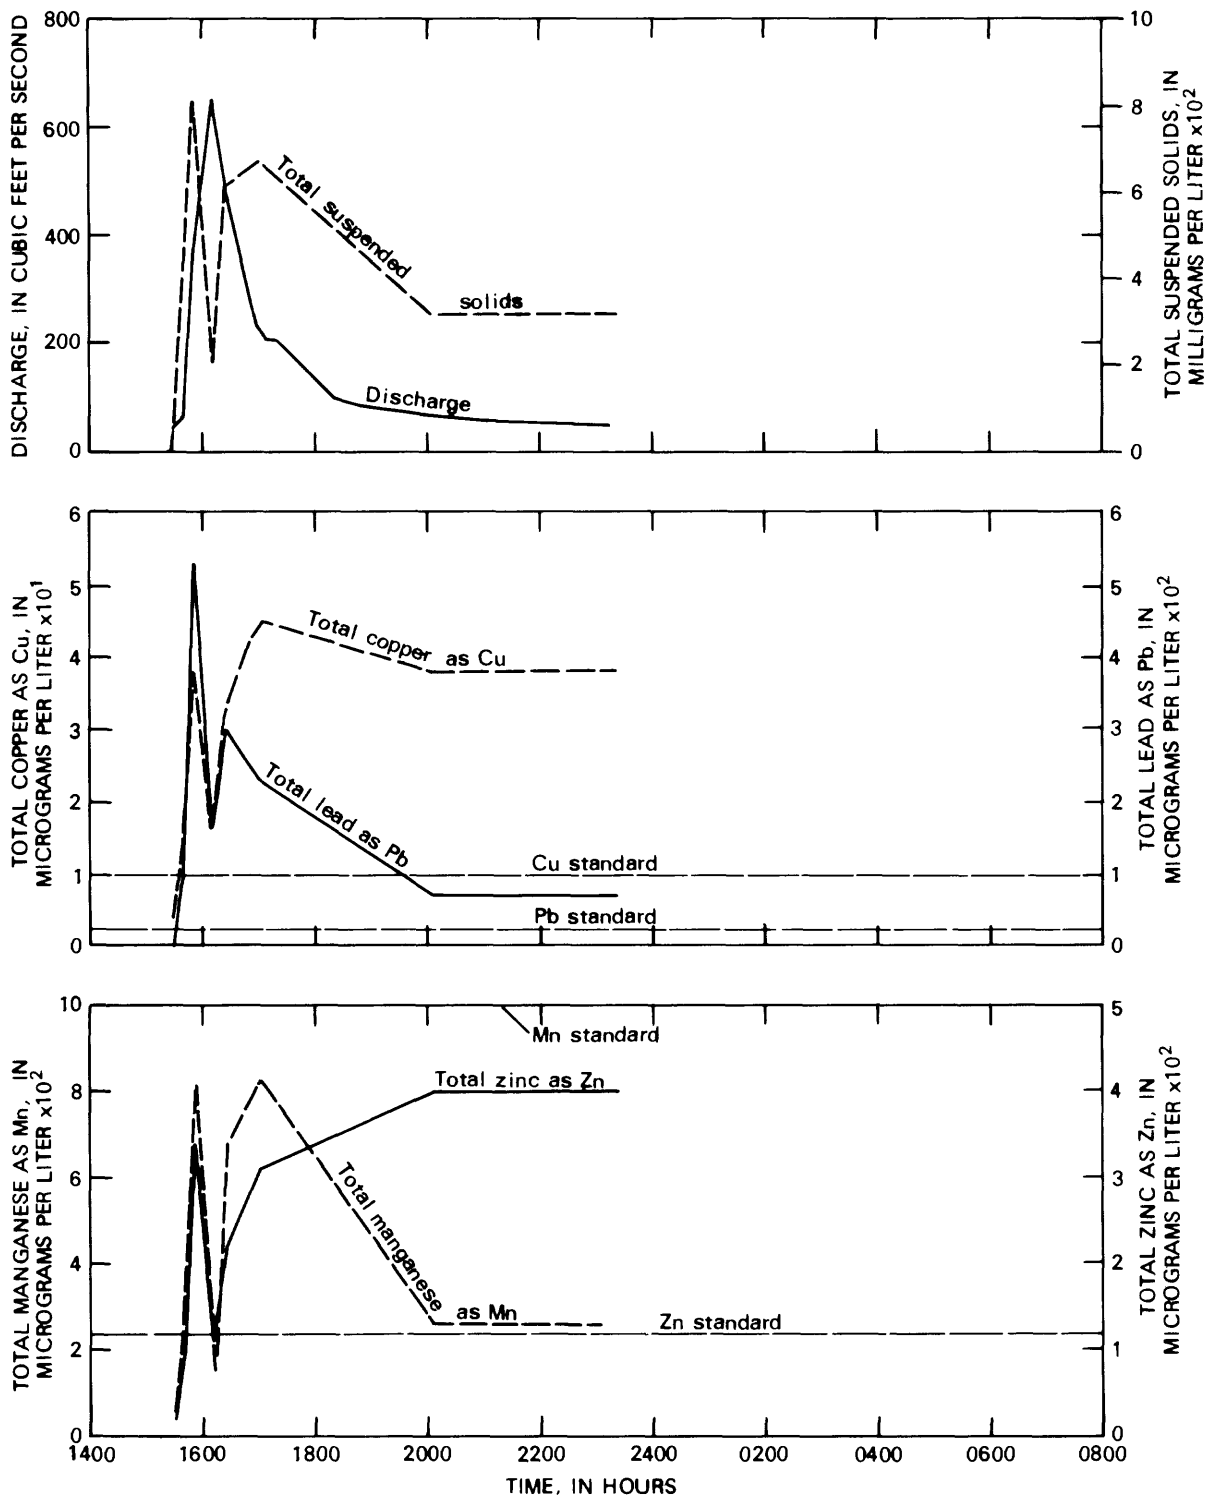 DISCHARGE, IN CUBIC FEET PER SECOND
800
600
400
200
0
Total suspended
solids
Discharge
10
8
6
4
2
0
TOTAL SUSPENDED SOLIDS, IN
MILLIGRAMS PER LITER x10²
TOTAL COPPER AS Cu, IN
MICROGRAMS PER LITER x10¹
6
5
4
3
2
1
0
Total copper as Cu
Total lead as Pb
Cu standard
Pb standard
6
5
4
3
2
1
0
TOTAL LEAD AS Pb, IN
MICROGRAMS PER LITER x10²
TOTAL MANGANESE AS Mn, IN
MICROGRAMS PER LITER x10²
10
8
6
4
2
0
Mn standard
Total zinc as Zn
Total manganese
as Mn
Zn standard
5
4
3
2
1
0
TOTAL ZINC AS Zn, IN
MICROGRAMS PER LITER x10²
1400 1600 1800 2000 2200 2400 0200 0400 0600 0800
TIME, IN HOURS